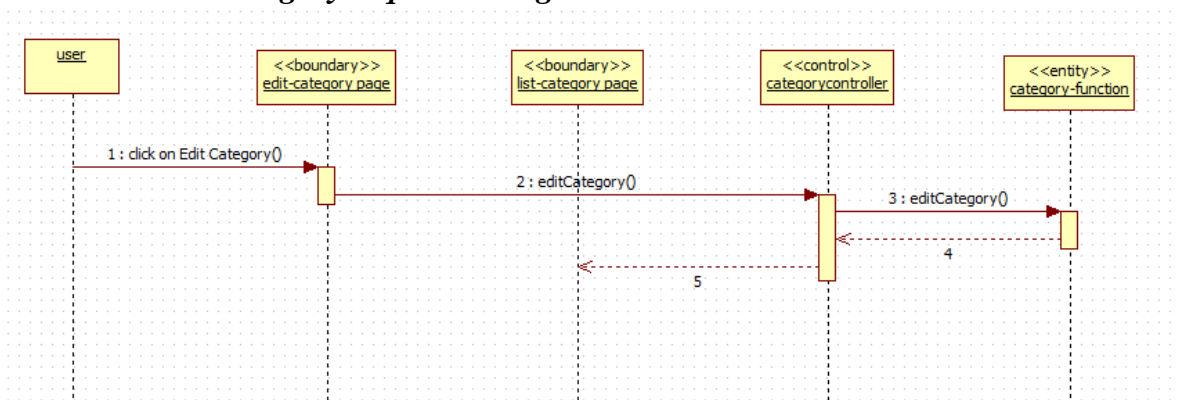 user
<<boundary>>
edit-category page
<<boundary>>
list-category page
<<control>>
categorycontroller
<<entity>>
category-function
1 : click on Edit Category()
2 : editCategory()
3 : editCategory()
4
5